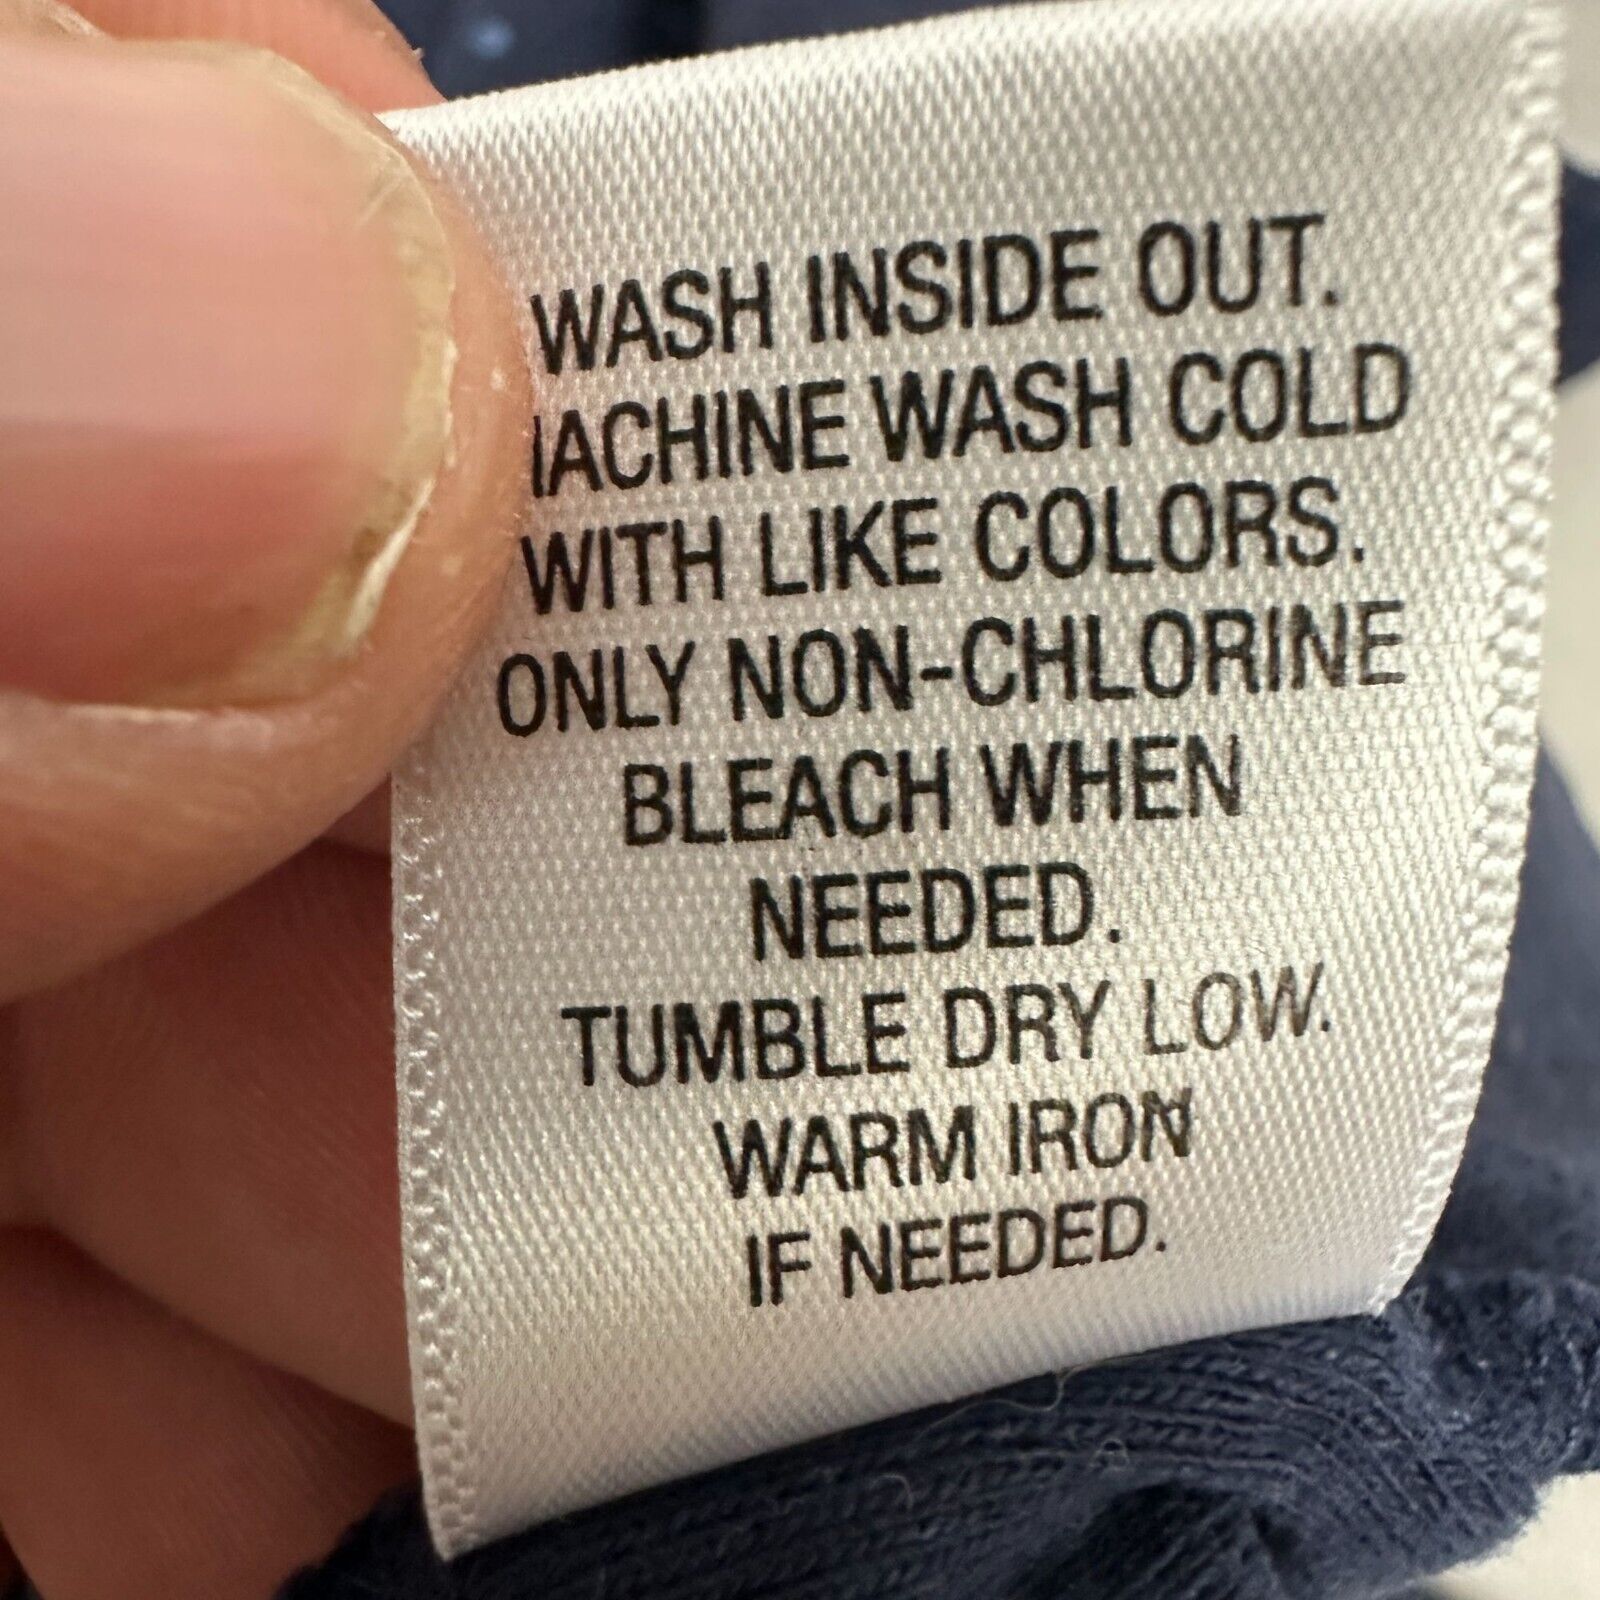 WASH INSIDE OUT.
IACHINE WASH COLD
WITH LIKE COLORS.
ONLY NON-CHLORINE
BLEACH WHEN
NEEDED.
TUMBLE DRY LOW.
WARM IRON
IF NEEDED.